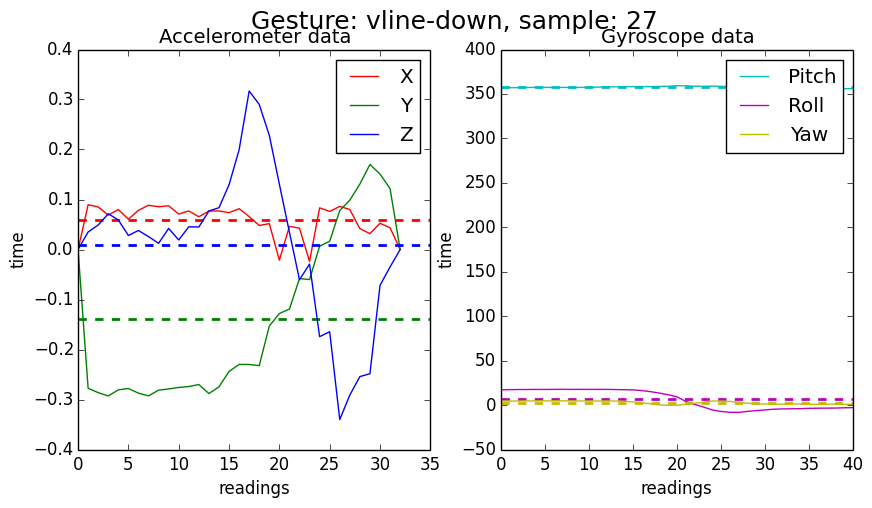 Gesture: vline-down, sample: 27
Accelerometer data
Gyroscope data
0.4
0.3
0.2
0.1
0.0
−0.1
−0.2
−0.3
−0.4
time
0 5 10 15 20 25 30 35
readings
X
Y
Z
400
350
300
250
200
150
100
50
0
−50
time
0 5 10 15 20 25 30 35 40
readings
Pitch
Roll
Yaw